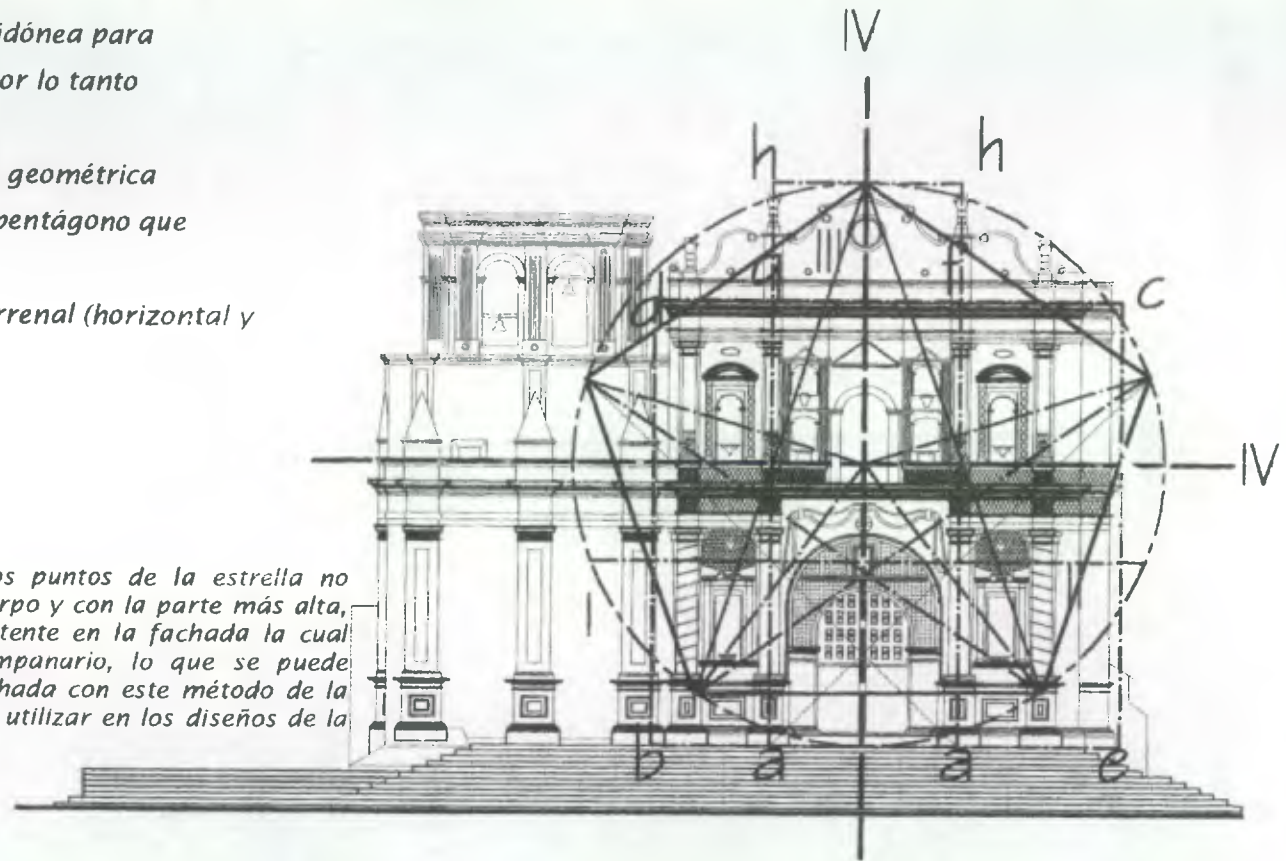 idónea para
or lo tanto
geométrica
pentágono que
rrenal (horizontal y
os puntos de la estrella no
erpo y con la parte más alta,
tente en la fachada la cual
mpanario, lo que se puede
hada con este método de la
utilizar en los diseños de la
IV
h h
III
d c
i f
IV
I I
b a a e